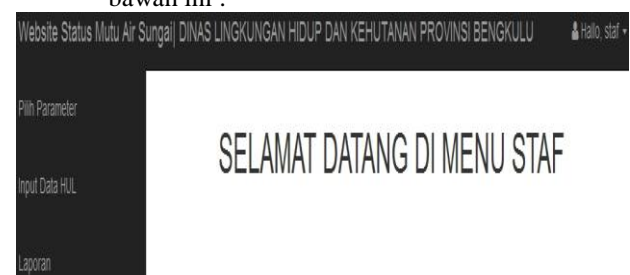 bawah ini :
Website Status Mutu Air Sungai| DINAS LINGKUNGAN HIDUP DAN KEHUTANAN PROVINSI BENGKULU
Hallo, staf
Pilih Parameter
SELAMAT DATANG DI MENU STAF
Input Data HUL
Laporan